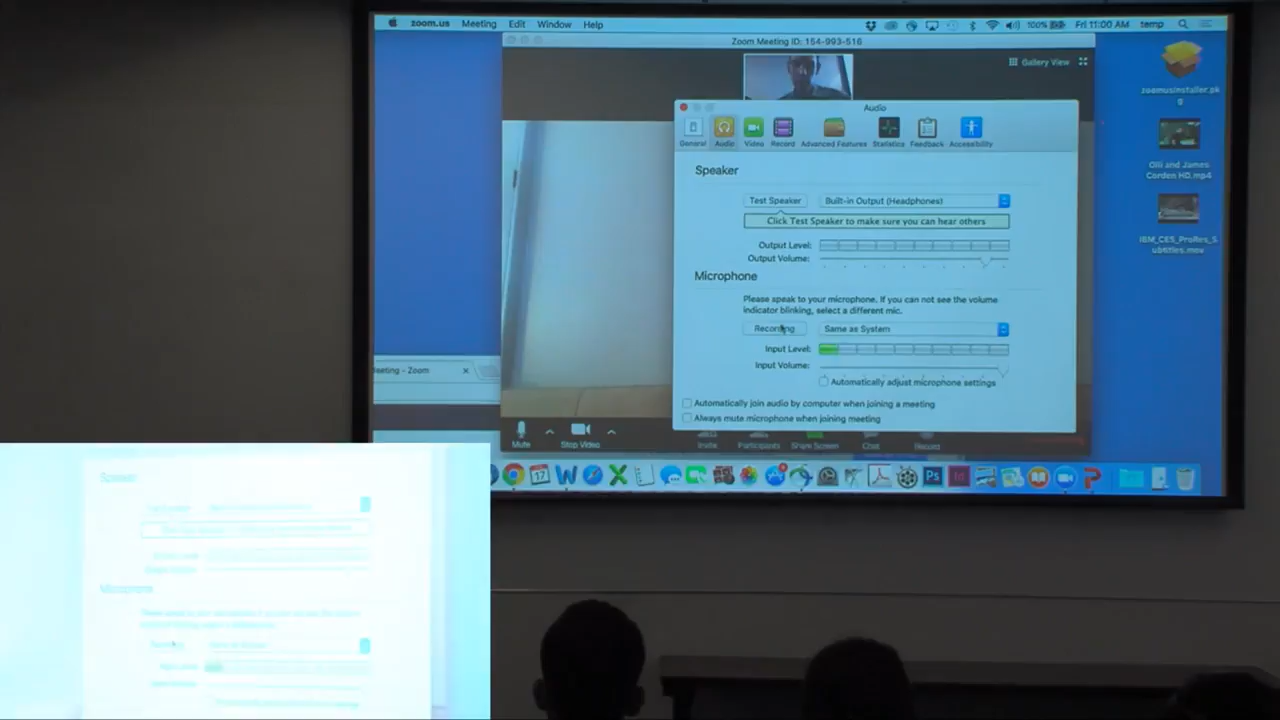 zoom.us Meeting Edit Window Help
100% Fri 11:00 AM temp
Zoom Meeting ID: 154-993-516
Gallery View
zoomusInstaller.pk
g
Audio
General Audio Video Record Advanced Features Statistics Feedback Accessibility
Olli and James
Corden HD.mp4
Speaker
Test Speaker Built-in Output (Headphones)
Click Test Speaker to make sure you can hear others
IBM_CES_ProRes_S
ubtitles.mov
Output Level:
Output Volume:
Microphone
Please speak to your microphone. If you can not see the volume
indicator blinking, select a different mic.
Recording Same as System
Input Level:
Input Volume:
Automatically adjust microphone settings
Automatically join audio by computer when joining a meeting
Always mute microphone when joining meeting
eeting - Zoom
Mute Stop Video Invite Participants Share Screen Chat Record
17
Ps
Speaker
Microphone